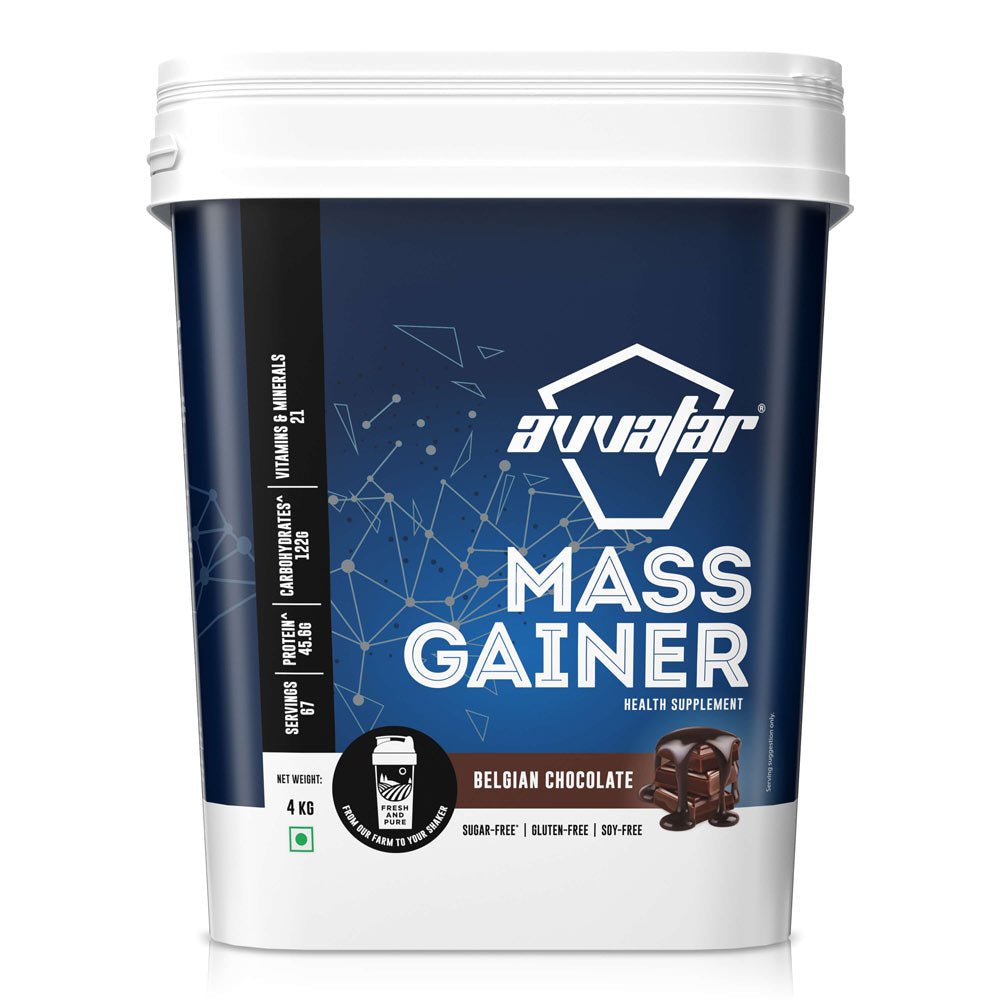 avvatar®
MASS
GAINER
HEALTH SUPPLEMENT
BELGIAN CHOCOLATE
SUGAR-FREE* | GLUTEN-FREE | SOY-FREE
Serving suggestion only.
SERVINGS
67
PROTEIN^
45.6G
CARBOHYDRATES^
122G
VITAMINS & MINERALS
21
NET WEIGHT:
4 KG
FRESH
AND
PURE
FROM OUR FARM TO YOUR SHAKER